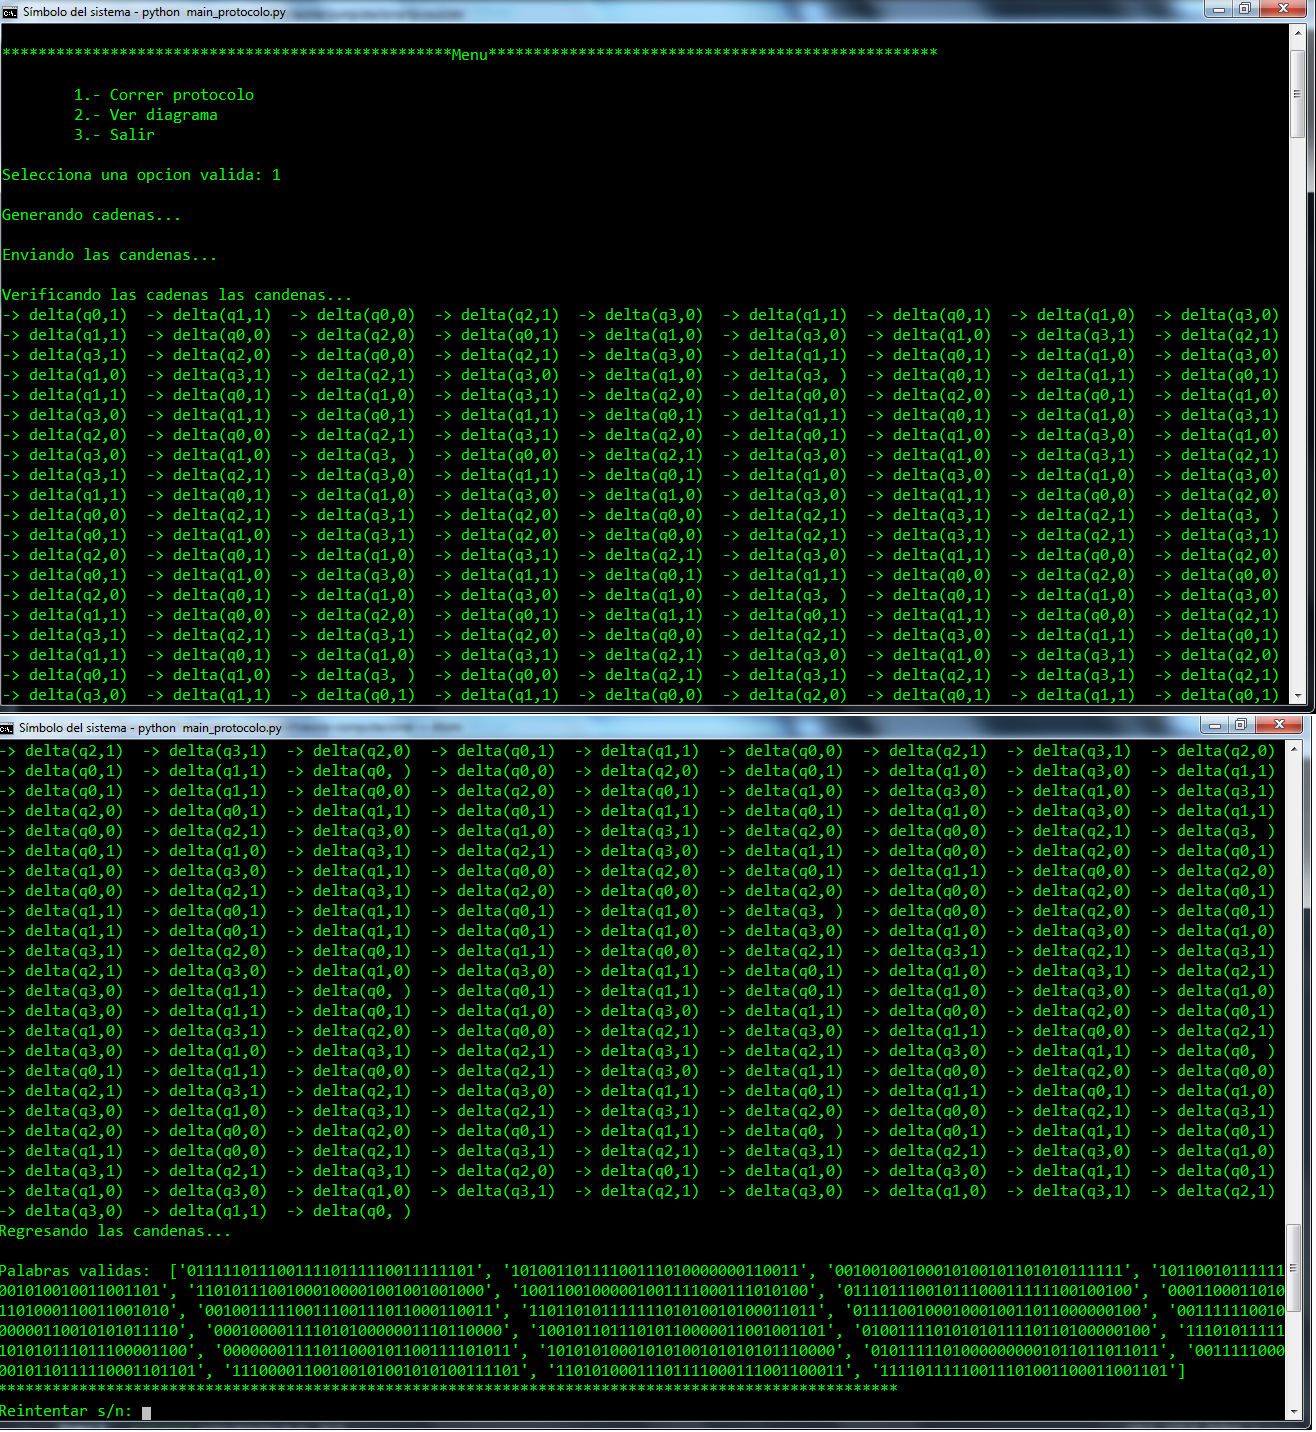 Símbolo del sistema - python  main_protocolo.py
**************************************************Menu**************************************************
1.- Correr protocolo
2.- Ver diagrama
3.- Salir
Selecciona una opcion valida: 1
Generando cadenas...
Enviando las candenas...
Verificando las cadenas las candenas...
-> delta(q0,1)  -> delta(q1,1)  -> delta(q0,0)  -> delta(q2,1)  -> delta(q3,0)  -> delta(q1,1)  -> delta(q0,1)  -> delta(q1,0)  -> delta(q3,0)
-> delta(q1,1)  -> delta(q0,0)  -> delta(q2,0)  -> delta(q0,1)  -> delta(q1,0)  -> delta(q3,0)  -> delta(q1,0)  -> delta(q3,1)  -> delta(q2,1)
-> delta(q3,1)  -> delta(q2,0)  -> delta(q0,0)  -> delta(q2,1)  -> delta(q3,0)  -> delta(q1,1)  -> delta(q0,1)  -> delta(q1,0)  -> delta(q3,0)
-> delta(q1,0)  -> delta(q3,1)  -> delta(q2,1)  -> delta(q3,0)  -> delta(q1,0)  -> delta(q3, )  -> delta(q0,1)  -> delta(q1,1)  -> delta(q0,1)
-> delta(q1,1)  -> delta(q0,1)  -> delta(q1,0)  -> delta(q3,1)  -> delta(q2,0)  -> delta(q0,0)  -> delta(q2,0)  -> delta(q0,1)  -> delta(q1,0)
-> delta(q3,0)  -> delta(q1,1)  -> delta(q0,1)  -> delta(q1,1)  -> delta(q0,1)  -> delta(q1,1)  -> delta(q0,1)  -> delta(q1,0)  -> delta(q3,1)
-> delta(q2,0)  -> delta(q0,0)  -> delta(q2,1)  -> delta(q3,1)  -> delta(q2,0)  -> delta(q0,1)  -> delta(q1,0)  -> delta(q3,0)  -> delta(q1,0)
-> delta(q3,0)  -> delta(q1,0)  -> delta(q3, )  -> delta(q0,0)  -> delta(q2,1)  -> delta(q3,0)  -> delta(q1,0)  -> delta(q3,1)  -> delta(q2,1)
-> delta(q3,1)  -> delta(q2,1)  -> delta(q3,0)  -> delta(q1,1)  -> delta(q0,1)  -> delta(q1,0)  -> delta(q3,0)  -> delta(q1,0)  -> delta(q3,0)
-> delta(q1,1)  -> delta(q0,1)  -> delta(q1,0)  -> delta(q3,0)  -> delta(q1,0)  -> delta(q3,0)  -> delta(q1,1)  -> delta(q0,0)  -> delta(q2,0)
-> delta(q0,0)  -> delta(q2,1)  -> delta(q3,1)  -> delta(q2,0)  -> delta(q0,0)  -> delta(q2,1)  -> delta(q3,1)  -> delta(q2,1)  -> delta(q3, )
-> delta(q0,1)  -> delta(q1,0)  -> delta(q3,1)  -> delta(q2,0)  -> delta(q0,0)  -> delta(q2,1)  -> delta(q3,1)  -> delta(q2,1)  -> delta(q3,1)
-> delta(q2,0)  -> delta(q0,1)  -> delta(q1,0)  -> delta(q3,1)  -> delta(q2,1)  -> delta(q3,0)  -> delta(q1,1)  -> delta(q0,0)  -> delta(q2,0)
-> delta(q0,1)  -> delta(q1,0)  -> delta(q3,0)  -> delta(q1,1)  -> delta(q0,1)  -> delta(q1,1)  -> delta(q0,0)  -> delta(q2,0)  -> delta(q0,0)
-> delta(q2,0)  -> delta(q0,1)  -> delta(q1,0)  -> delta(q3,0)  -> delta(q1,0)  -> delta(q3, )  -> delta(q0,1)  -> delta(q1,0)  -> delta(q3,0)
-> delta(q1,1)  -> delta(q0,0)  -> delta(q2,0)  -> delta(q0,1)  -> delta(q1,1)  -> delta(q0,1)  -> delta(q1,1)  -> delta(q0,0)  -> delta(q2,1)
-> delta(q3,1)  -> delta(q2,1)  -> delta(q3,1)  -> delta(q2,0)  -> delta(q0,0)  -> delta(q2,1)  -> delta(q3,0)  -> delta(q1,1)  -> delta(q0,1)
-> delta(q1,1)  -> delta(q0,1)  -> delta(q1,0)  -> delta(q3,1)  -> delta(q2,1)  -> delta(q3,0)  -> delta(q1,0)  -> delta(q3,1)  -> delta(q2,0)
-> delta(q0,1)  -> delta(q1,0)  -> delta(q3, )  -> delta(q0,0)  -> delta(q2,1)  -> delta(q3,1)  -> delta(q2,1)  -> delta(q3,1)  -> delta(q2,1)
-> delta(q3,0)  -> delta(q1,1)  -> delta(q0,1)  -> delta(q1,1)  -> delta(q0,0)  -> delta(q2,0)  -> delta(q0,1)  -> delta(q1,1)  -> delta(q0,1)
Símbolo del sistema - python  main_protocolo.py
-> delta(q2,1)  -> delta(q3,1)  -> delta(q2,0)  -> delta(q0,1)  -> delta(q1,1)  -> delta(q0,0)  -> delta(q2,1)  -> delta(q3,1)  -> delta(q2,0)
-> delta(q0,1)  -> delta(q1,1)  -> delta(q0, )  -> delta(q0,0)  -> delta(q2,0)  -> delta(q0,1)  -> delta(q1,0)  -> delta(q3,0)  -> delta(q1,1)
-> delta(q0,1)  -> delta(q1,1)  -> delta(q0,0)  -> delta(q2,0)  -> delta(q0,1)  -> delta(q1,0)  -> delta(q3,0)  -> delta(q1,0)  -> delta(q3,1)
-> delta(q2,0)  -> delta(q0,1)  -> delta(q1,1)  -> delta(q0,1)  -> delta(q1,1)  -> delta(q0,1)  -> delta(q1,0)  -> delta(q3,0)  -> delta(q1,1)
-> delta(q0,0)  -> delta(q2,1)  -> delta(q3,0)  -> delta(q1,0)  -> delta(q3,1)  -> delta(q2,0)  -> delta(q0,0)  -> delta(q2,1)  -> delta(q3, )
-> delta(q0,1)  -> delta(q1,0)  -> delta(q3,1)  -> delta(q2,1)  -> delta(q3,0)  -> delta(q1,1)  -> delta(q0,0)  -> delta(q2,0)  -> delta(q0,1)
-> delta(q1,0)  -> delta(q3,0)  -> delta(q1,1)  -> delta(q0,0)  -> delta(q2,0)  -> delta(q0,1)  -> delta(q1,1)  -> delta(q0,0)  -> delta(q2,0)
-> delta(q0,0)  -> delta(q2,1)  -> delta(q3,1)  -> delta(q2,0)  -> delta(q0,0)  -> delta(q2,0)  -> delta(q0,0)  -> delta(q2,0)  -> delta(q0,1)
-> delta(q1,1)  -> delta(q0,1)  -> delta(q1,1)  -> delta(q0,1)  -> delta(q1,0)  -> delta(q3, )  -> delta(q0,0)  -> delta(q2,0)  -> delta(q0,1)
-> delta(q1,1)  -> delta(q0,1)  -> delta(q1,1)  -> delta(q0,1)  -> delta(q1,0)  -> delta(q3,0)  -> delta(q1,0)  -> delta(q3,0)  -> delta(q1,0)
-> delta(q3,1)  -> delta(q2,0)  -> delta(q0,1)  -> delta(q1,1)  -> delta(q0,0)  -> delta(q2,1)  -> delta(q3,1)  -> delta(q2,1)  -> delta(q3,1)
-> delta(q2,1)  -> delta(q3,0)  -> delta(q1,0)  -> delta(q3,0)  -> delta(q1,1)  -> delta(q0,1)  -> delta(q1,0)  -> delta(q3,1)  -> delta(q2,1)
-> delta(q3,0)  -> delta(q1,1)  -> delta(q0, )  -> delta(q0,1)  -> delta(q1,1)  -> delta(q0,1)  -> delta(q1,0)  -> delta(q3,0)  -> delta(q1,0)
-> delta(q3,0)  -> delta(q1,1)  -> delta(q0,1)  -> delta(q1,0)  -> delta(q3,0)  -> delta(q1,1)  -> delta(q0,0)  -> delta(q2,0)  -> delta(q0,1)
-> delta(q1,0)  -> delta(q3,1)  -> delta(q2,0)  -> delta(q0,0)  -> delta(q2,1)  -> delta(q3,0)  -> delta(q1,1)  -> delta(q0,0)  -> delta(q2,1)
-> delta(q3,0)  -> delta(q1,0)  -> delta(q3,1)  -> delta(q2,1)  -> delta(q3,1)  -> delta(q2,1)  -> delta(q3,0)  -> delta(q1,1)  -> delta(q0, )
-> delta(q0,1)  -> delta(q1,1)  -> delta(q0,0)  -> delta(q2,1)  -> delta(q3,0)  -> delta(q1,1)  -> delta(q0,0)  -> delta(q2,0)  -> delta(q0,0)
-> delta(q2,1)  -> delta(q3,1)  -> delta(q2,1)  -> delta(q3,0)  -> delta(q1,1)  -> delta(q0,1)  -> delta(q1,1)  -> delta(q0,1)  -> delta(q1,0)
-> delta(q3,0)  -> delta(q1,0)  -> delta(q3,1)  -> delta(q2,1)  -> delta(q3,1)  -> delta(q2,0)  -> delta(q0,0)  -> delta(q2,1)  -> delta(q3,1)
-> delta(q2,0)  -> delta(q0,0)  -> delta(q2,0)  -> delta(q0,1)  -> delta(q1,1)  -> delta(q0, )  -> delta(q0,1)  -> delta(q1,1)  -> delta(q0,1)
-> delta(q1,1)  -> delta(q0,0)  -> delta(q2,1)  -> delta(q3,1)  -> delta(q2,1)  -> delta(q3,1)  -> delta(q2,1)  -> delta(q3,0)  -> delta(q1,0)
-> delta(q3,1)  -> delta(q2,1)  -> delta(q3,1)  -> delta(q2,0)  -> delta(q0,1)  -> delta(q1,0)  -> delta(q3,0)  -> delta(q1,1)  -> delta(q0,1)
-> delta(q1,0)  -> delta(q3,0)  -> delta(q1,0)  -> delta(q3,1)  -> delta(q2,1)  -> delta(q3,0)  -> delta(q1,0)  -> delta(q3,1)  -> delta(q2,1)
-> delta(q3,0)  -> delta(q1,1)  -> delta(q0, )
Regresando las candenas...
Palabras validas:  ['01111101110011110111110011111101', '10100110111100111010000000110011', '00100100100010100101101010111111', '1011001011111
0010100100110011​01', '11010111001000100001001001001000', '10011001000001001111000111010100', '01110111001011100011111100100100', '0001100011010
1101000110011001010', '00100111110011100111011000110011', '11011010111111101010010100011011', '01111001000100010011011000000100', '001111110010
00000110010101011110', '00010000111101010000001110110000', '10010110111010110000011001001101', '01001111010101011111011010000010​0', '11101011111
10101011101110000​1100', '00000001111011000101100111101011', '10101010001010100101010101110000', '01011111010000000001011011011011', '0011111000
0010110111110001101101', '11100001100100101001010100111101', '11010100011101111000111001100011', '11110111110011101001100011001101']
****************************************************************************************************
Reintentar s/n: